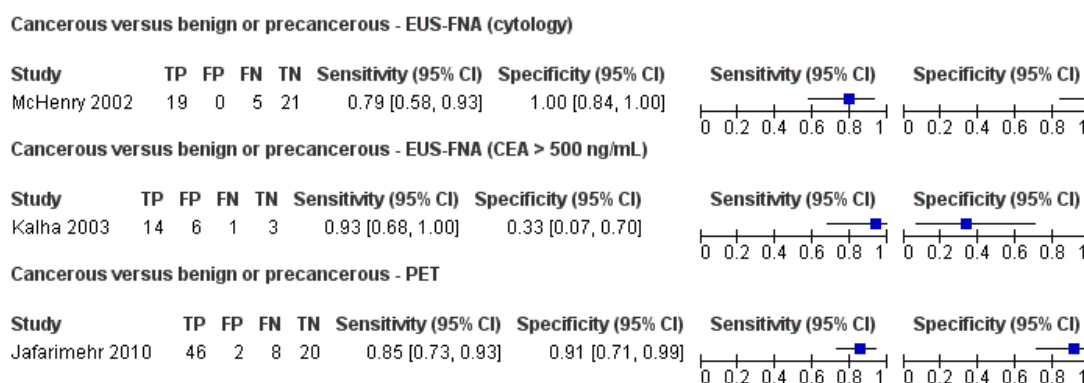 Cancerous versus benign or precancerous - EUS-FNA (cytology)
Study TP FP FN TN Sensitivity (95% CI) Specificity (95% CI) Sensitivity (95% CI) Specificity (95% CI)
McHenry 2002 19 0 5 21 0.79 [0.58, 0.93] 1.00 [0.84, 1.00]
0 0.2 0.4 0.6 0.8 1 0 0.2 0.4 0.6 0.8 1
Cancerous versus benign or precancerous - EUS-FNA (CEA > 500 ng/mL)
Study TP FP FN TN Sensitivity (95% CI) Specificity (95% CI) Sensitivity (95% CI) Specificity (95% CI)
Kalha 2003 14 6 1 3 0.93 [0.68, 1.00] 0.33 [0.07, 0.70]
0 0.2 0.4 0.6 0.8 1 0 0.2 0.4 0.6 0.8 1
Cancerous versus benign or precancerous - PET
Study TP FP FN TN Sensitivity (95% CI) Specificity (95% CI) Sensitivity (95% CI) Specificity (95% CI)
Jafarimehr 2010 46 2 8 20 0.85 [0.73, 0.93] 0.91 [0.71, 0.99]
0 0.2 0.4 0.6 0.8 1 0 0.2 0.4 0.6 0.8 1